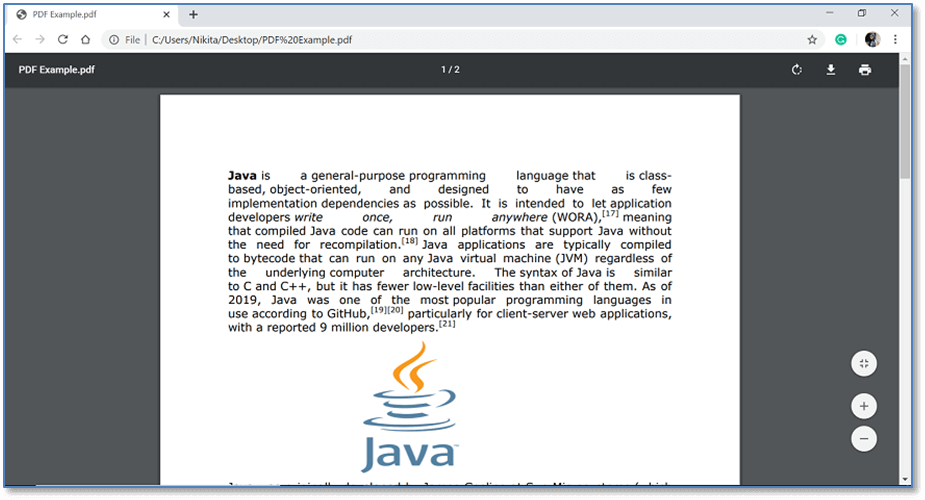 PDF Example.pdf
File | C:/Users/Nikita/Desktop/PDF%20Example.pdf
PDF Example.pdf
1 / 2
Java is a general-purpose programming language that is class-
based, object-oriented, and designed to have as few
implementation dependencies as possible. It is intended to let application
developers write once, run anywhere (WORA),[17] meaning
that compiled Java code can run on all platforms that support Java without
the need for recompilation.[18] Java applications are typically compiled
to bytecode that can run on any Java virtual machine (JVM) regardless of
the underlying computer architecture. The syntax of Java is similar
to C and C++, but it has fewer low-level facilities than either of them. As of
2019, Java was one of the most popular programming languages in
use according to GitHub,[19][20] particularly for client-server web applications,
with a reported 9 million developers.[21]
Java™